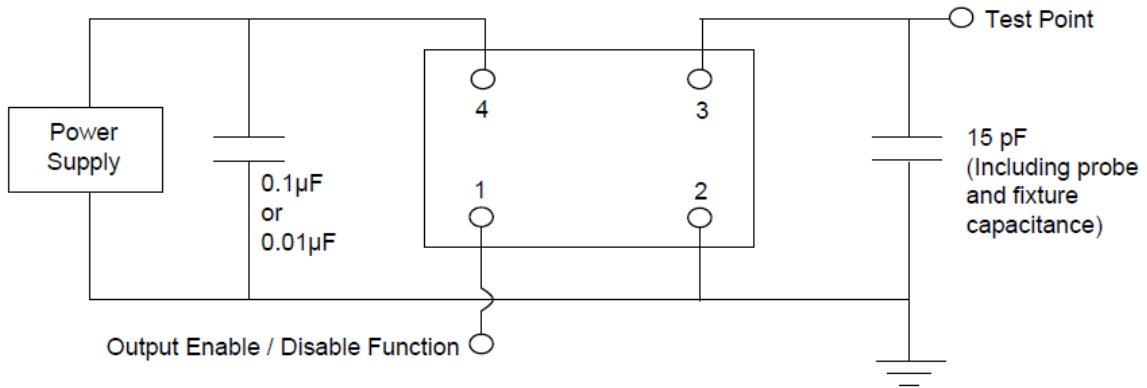 Test Point
4
3
Power
Supply
15 pF
(Including probe
and fixture
capacitance)
0.1µF
or
0.01µF
1
2
Output Enable / Disable Function